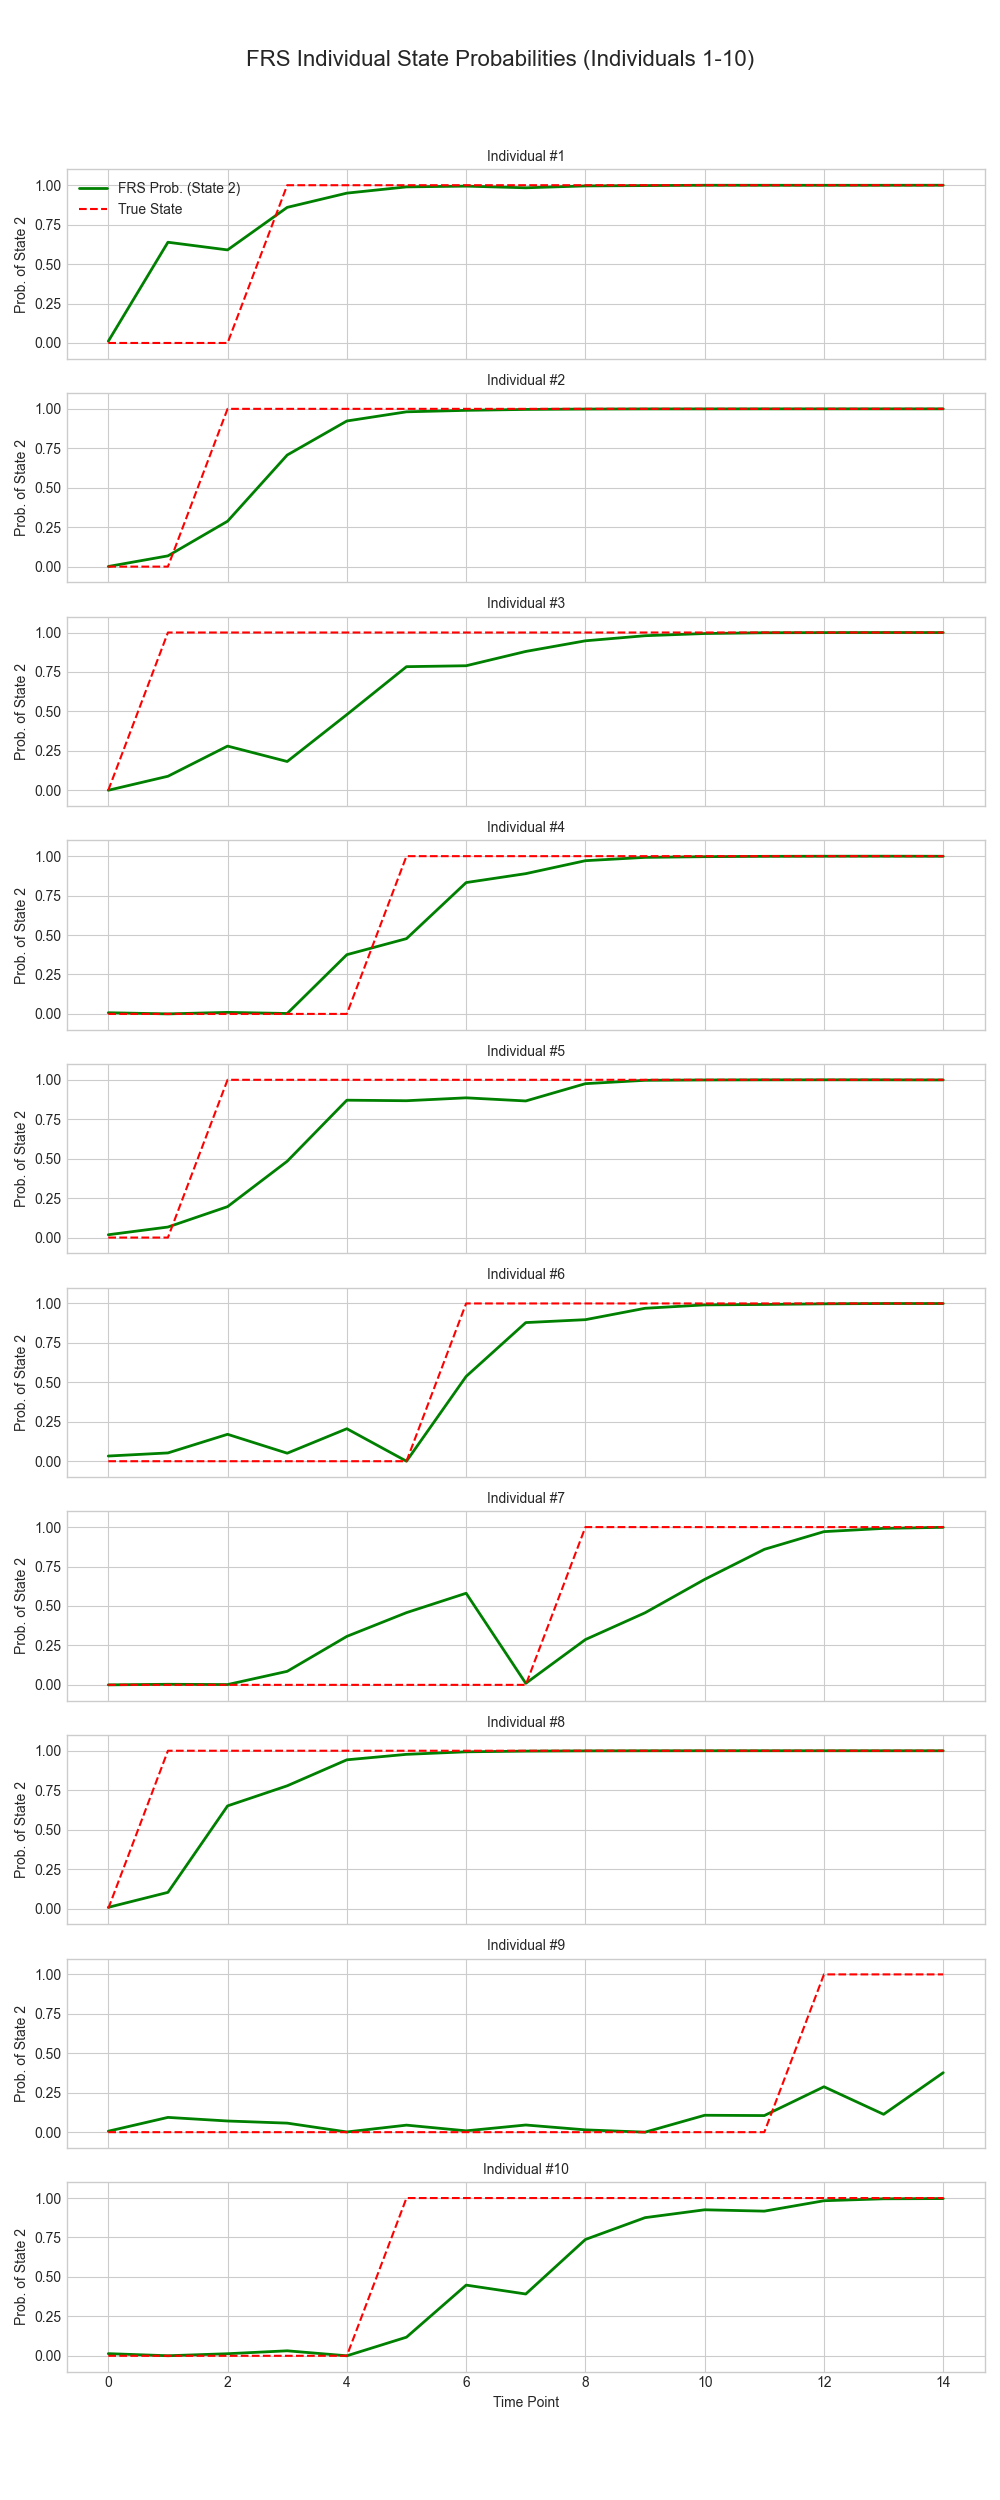 FRS Individual State Probabilities (Individuals 1-10)
Individual #1
1.00
0.75
0.50
0.25
0.00
Prob. of State 2
FRS Prob. (State 2)
True State
Individual #2
1.00
0.75
0.50
0.25
0.00
Prob. of State 2
Individual #3
1.00
0.75
0.50
0.25
0.00
Prob. of State 2
Individual #4
1.00
0.75
0.50
0.25
0.00
Prob. of State 2
Individual #5
1.00
0.75
0.50
0.25
0.00
Prob. of State 2
Individual #6
1.00
0.75
0.50
0.25
0.00
Prob. of State 2
Individual #7
1.00
0.75
0.50
0.25
0.00
Prob. of State 2
Individual #8
1.00
0.75
0.50
0.25
0.00
Prob. of State 2
Individual #9
1.00
0.75
0.50
0.25
0.00
Prob. of State 2
Individual #10
1.00
0.75
0.50
0.25
0.00
Prob. of State 2
0 2 4 6 8 10 12 14
Time Point